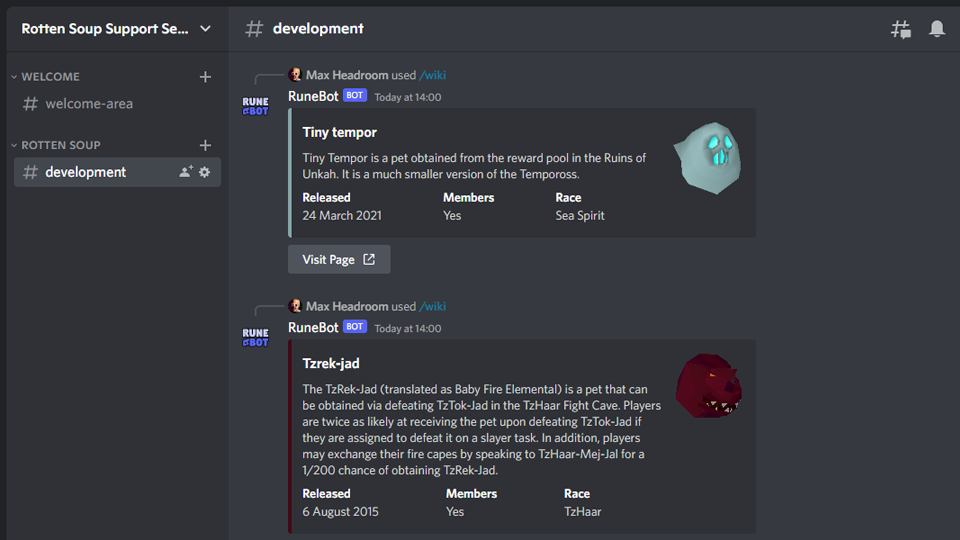 Rotten Soup Support Se...
# development
WELCOME
# welcome-area
ROTTEN SOUP
# development
Max Headroom used /wiki
RUNE
BOT
RuneBot BOT Today at 14:00
Tiny tempor
Tiny Tempor is a pet obtained from the reward pool in the Ruins of
Unkah. It is a much smaller version of the Tempoross.
Released Members Race
24 March 2021 Yes Sea Spirit
Visit Page
Max Headroom used /wiki
RUNE
BOT
RuneBot BOT Today at 14:00
Tzrek-jad
The TzRek-Jad (translated as Baby Fire Elemental) is a pet that can
be obtained via defeating TzTok-Jad in the TzHaar Fight Cave. Players
are twice as likely at receiving the pet upon defeating TzTok-Jad if
they are assigned to defeat it on a slayer task. In addition, players
may exchange their fire capes by speaking to TzHaar-Mej-Jal for a
1/200 chance of obtaining TzRek-Jad.
Released Members Race
6 August 2015 Yes TzHaar